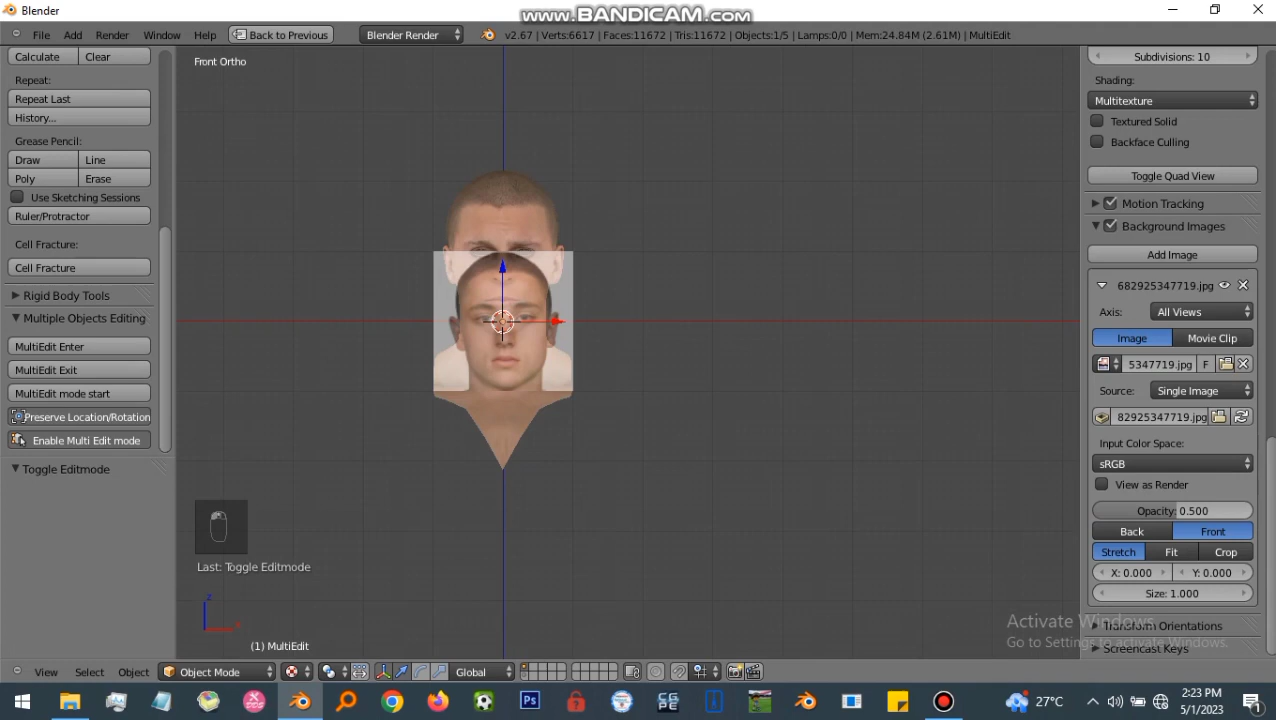 Blender
www.BANDICAM.com
File Add Render Window Help Back to Previous Blender Render v2.67 | Verts:6617 | Faces:11672 | Tris:11672 | Objects:1/5 | Lamps:0/0 | Mem:24.84M (2.61M) | MultiEdit
Calculate Clear
Repeat:
Repeat Last
History...
Grease Pencil:
Draw Line
Poly Erase
Use Sketching Sessions
Ruler/Protractor
Cell Fracture:
Cell Fracture
Rigid Body Tools
Multiple Objects Editing
MultiEdit Enter
MultiEdit Exit
MultiEdit mode start
Preserve Location/Rotation
Enable Multi Edit mode
Toggle Editmode
Front Ortho
Last: Toggle Editmode
z
x
(1) MultiEdit
Subdivisions: 10
Shading:
Multitexture
Textured Solid
Backface Culling
Toggle Quad View
Motion Tracking
Background Images
Add Image
682925347719.jpg
Axis: All Views
Image Movie Clip
5347719.jpg F
Source: Single Image
82925347719.jpg
Input Color Space:
sRGB
View as Render
Opacity: 0.500
Back Front
Stretch Fit Crop
X: 0.000 Y: 0.000
Size: 1.000
Transform Orientations
Screencast Keys
Activate Windows
Go to Settings to activate Windows.
View Select Object Object Mode Global
Ps
CG
PE
27°C
2:23 PM
5/1/2023
1